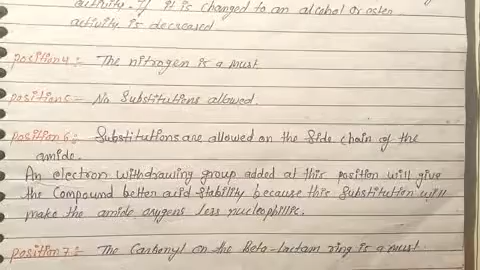 activity. If it is changed to an alcohol or ester
activity is decreased.
position 4:- The nitrogen is a must.
position 5:- No Substitutions allowed.
position 6:- Substitutions are allowed on the Side chain of the
amide.
An electron withdrawing group added at this position will give
the Compound better acid stability because this Substitution will
make the amide oxygens less nucleophilic.
position 7:- The Carbonyl on the Beta-lactam ring is a must.